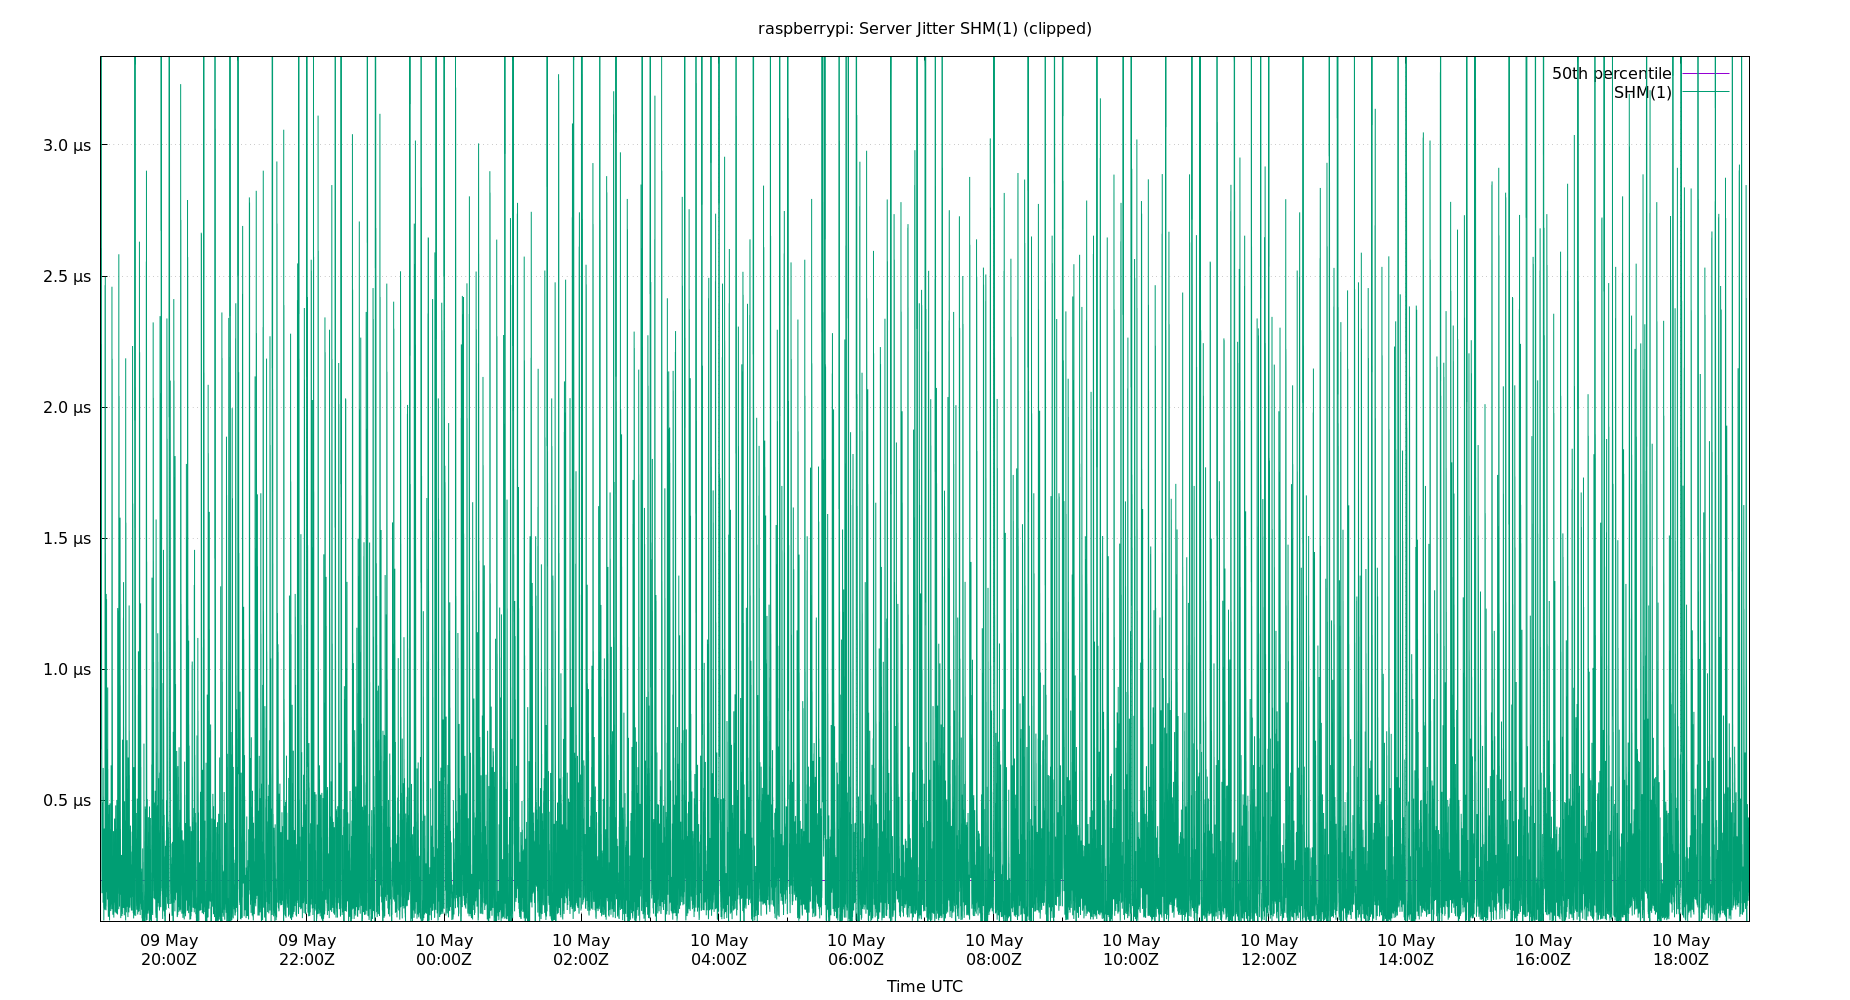 raspberrypi: Server Jitter SHM(1) (clipped)
50th percentile
SHM(1)
3.0 µs
2.5 µs
2.0 µs
1.5 µs
1.0 µs
0.5 µs
09 May 09 May 10 May 10 May 10 May 10 May 10 May 10 May 10 May 10 May 10 May 10 May
20:00Z 22:00Z 00:00Z 02:00Z 04:00Z 06:00Z 08:00Z 10:00Z 12:00Z 14:00Z 16:00Z 18:00Z
Time UTC